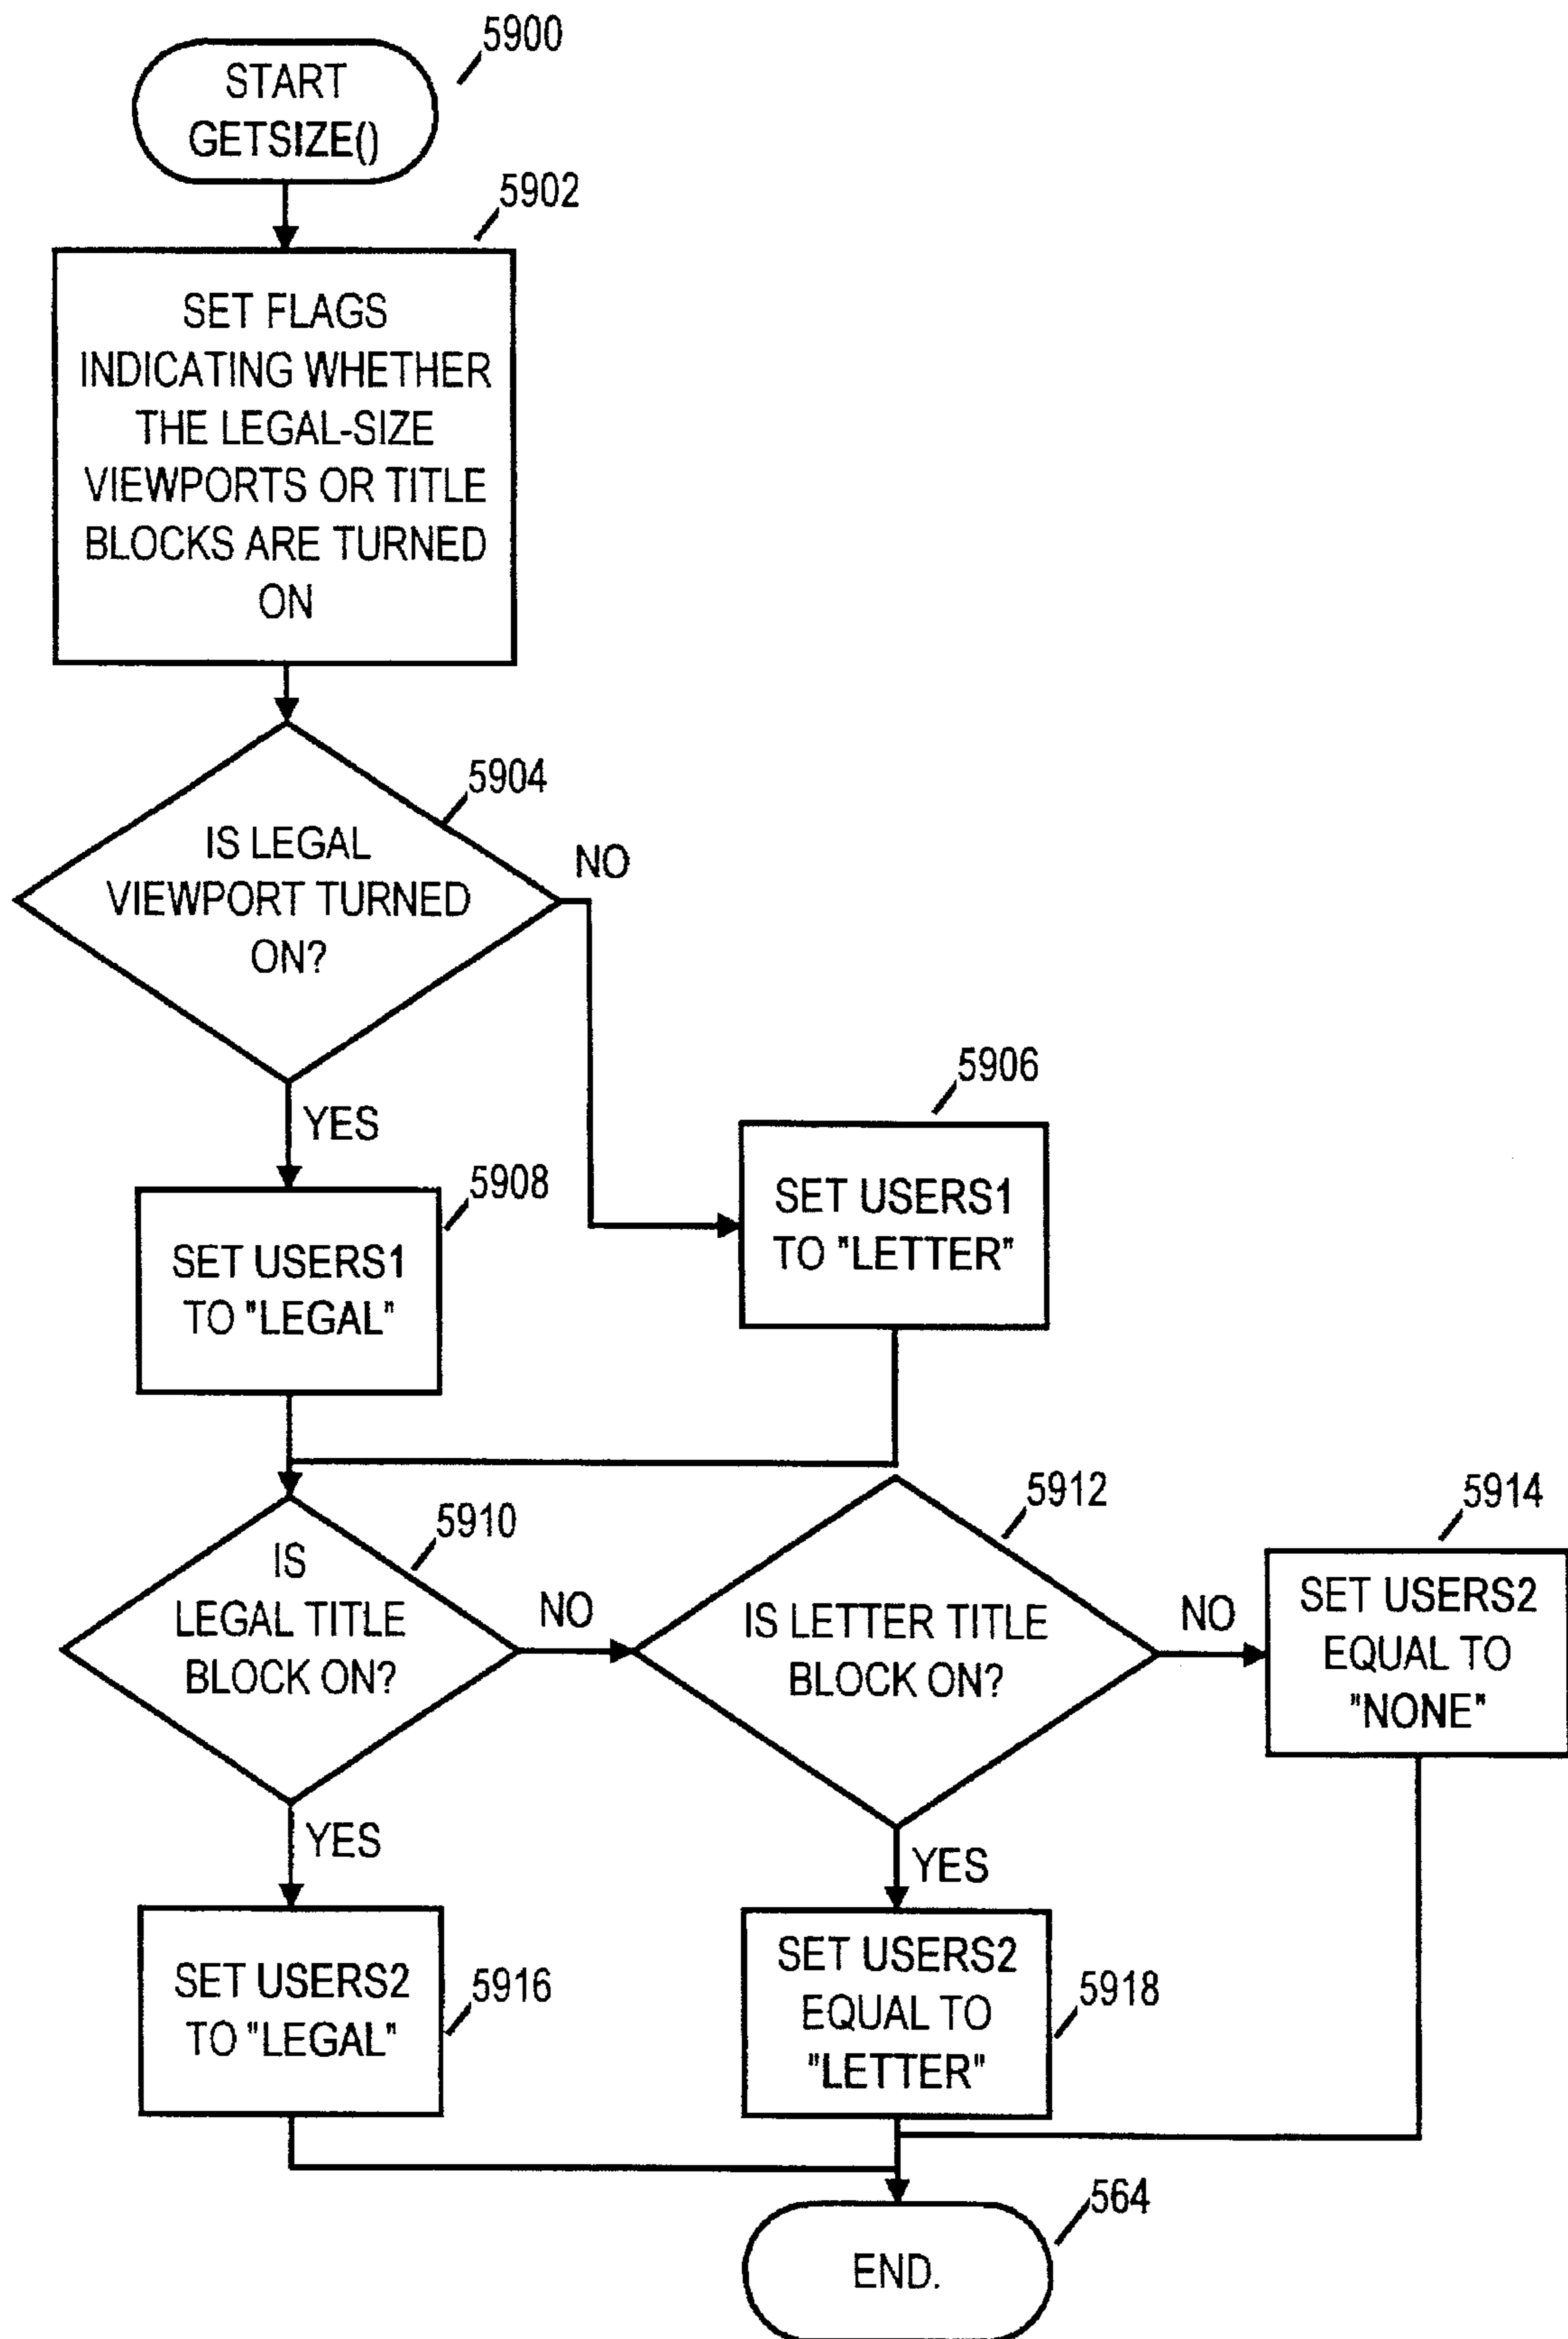 5900
START
GETSIZE()
5902
SET FLAGS
INDICATING WHETHER
THE LEGAL-SIZE
VIEWPORTS OR TITLE
BLOCKS ARE TURNED
ON
5904
IS LEGAL
VIEWPORT TURNED
ON?
NO
YES
5906
SET USERS1
TO "LETTER"
5908
SET USERS1
TO "LEGAL"
5910
IS
LEGAL TITLE
BLOCK ON?
NO
YES
5912
IS LETTER TITLE
BLOCK ON?
NO
YES
5914
SET USERS2
EQUAL TO
"NONE"
SET USERS2
TO "LEGAL"
5916
SET USERS2
EQUAL TO
"LETTER"
5918
564
END.